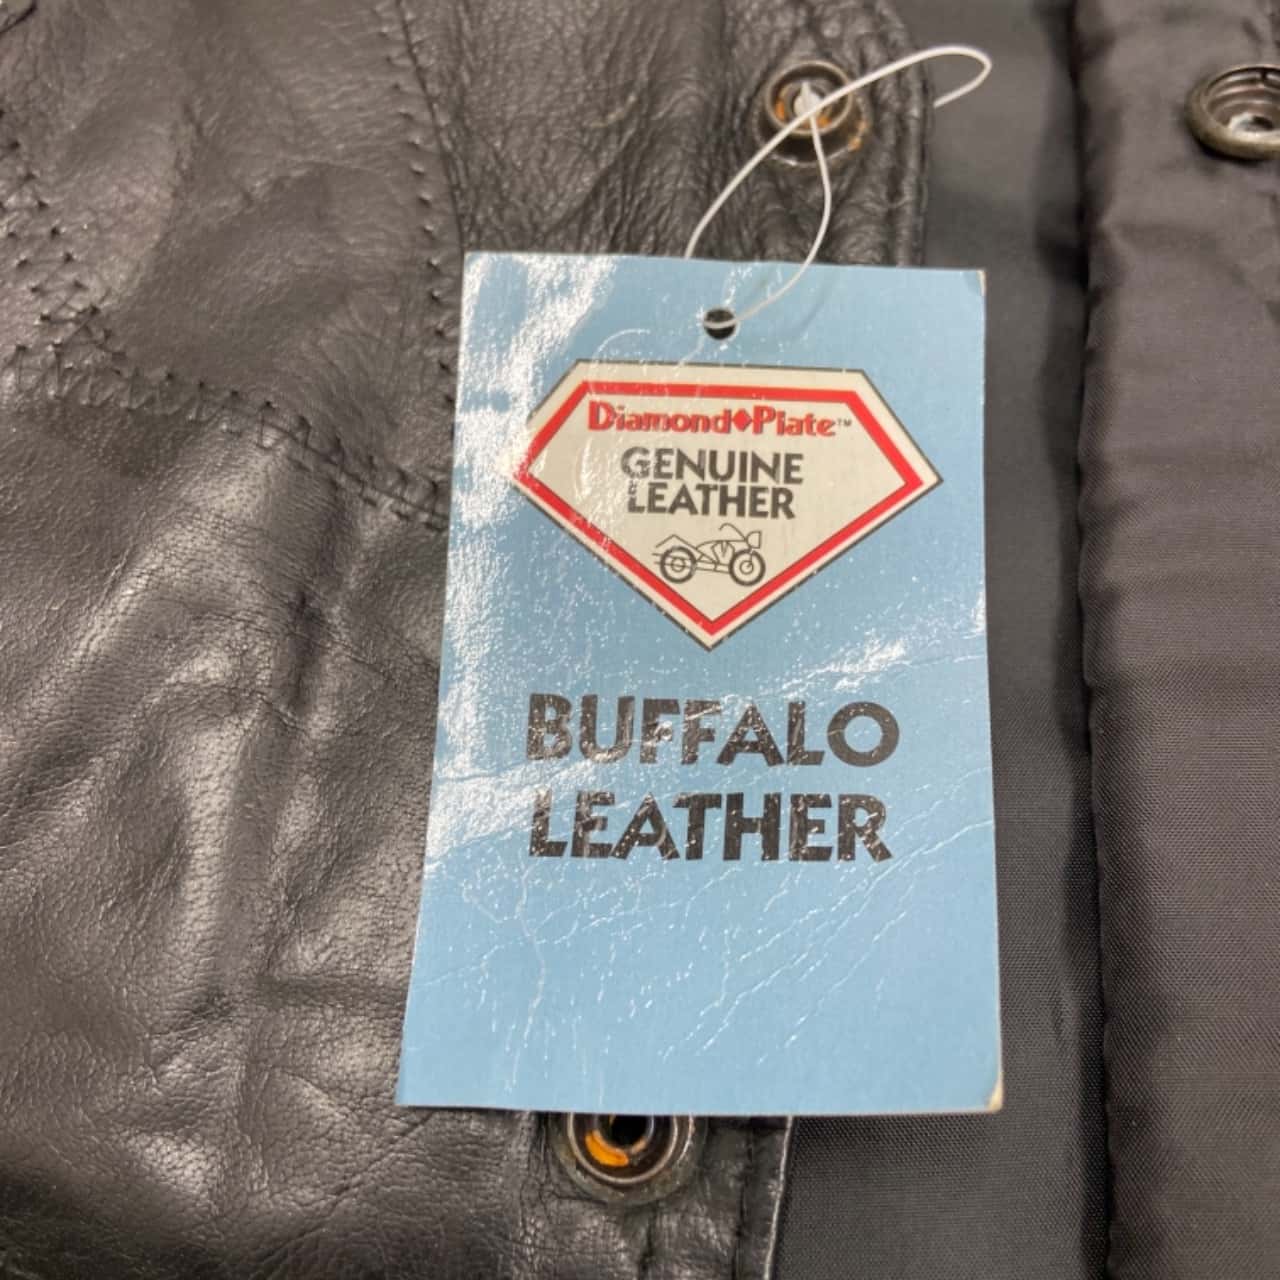 Diamond♦Plate™
GENUINE
LEATHER
BUFFALO
LEATHER